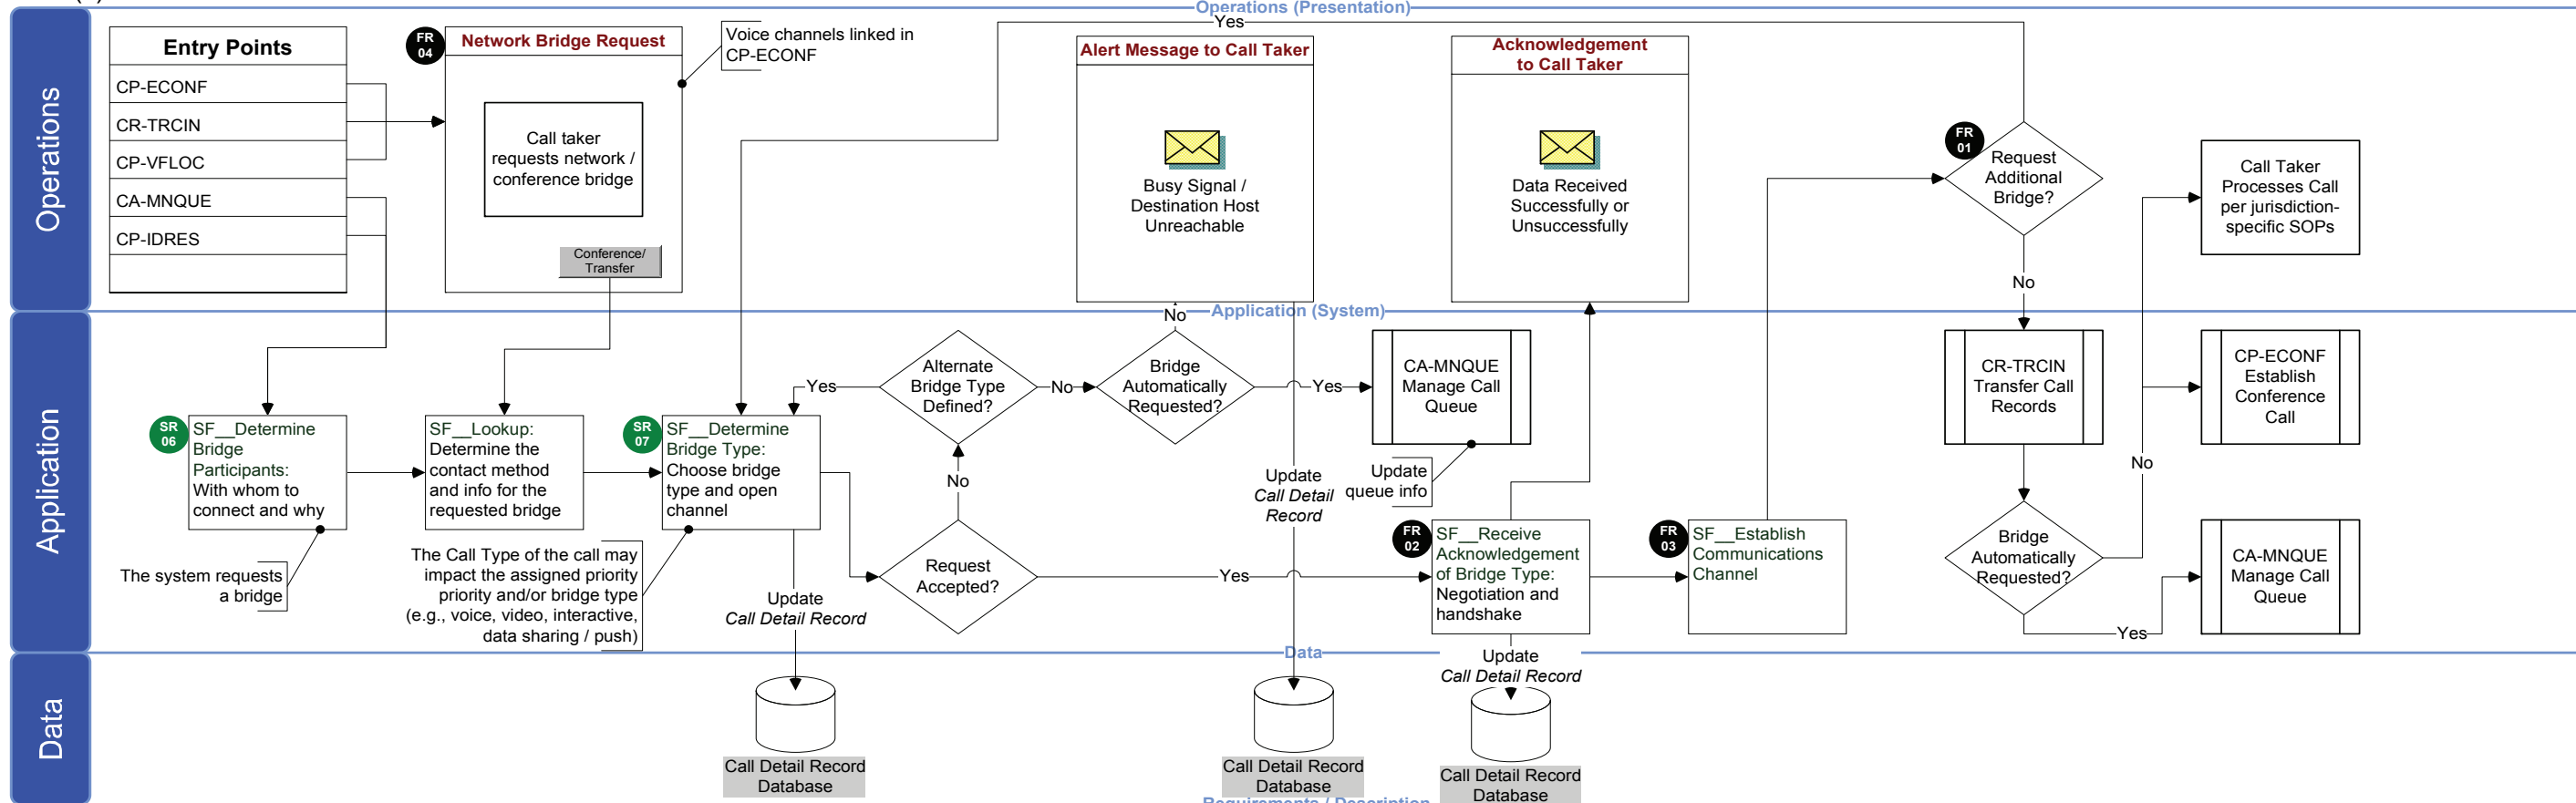 Operations (Presentation)
Operations
Entry Points
CP-ECONF
CR-TRCIN
CP-VFLOC
CA-MNQUE
CP-IDRES
FR
04
Network Bridge Request
Call taker
requests network /
conference bridge
Conference/
Transfer
Voice channels linked in
CP-ECONF
Yes
Alert Message to Call Taker
Busy Signal /
Destination Host
Unreachable
Acknowledgement
to Call Taker
Data Received
Successfully or
Unsuccessfully
FR
01
Request
Additional
Bridge?
No
Call Taker
Processes Call
per jurisdiction-
specific SOPs
Application (System)
Application
SR
06
SF__Determine
Bridge
Participants:
With whom to
connect and why
The system requests
a bridge
SF__Lookup:
Determine the
contact method
and info for the
requested bridge
SR
07
SF__Determine
Bridge Type:
Choose bridge
type and open
channel
The Call Type of the call may
impact the assigned priority
priority and/or bridge type
(e.g., voice, video, interactive,
data sharing / push)
Update
Call Detail Record
Yes
Alternate
Bridge Type
Defined?
No
No
Request
Accepted?
Yes
No
Bridge
Automatically
Requested?
Yes
CA-MNQUE
Manage Call
Queue
Update
queue info
Update
Call Detail
Record
FR
02
SF__Receive
Acknowledgement
of Bridge Type:
Negotiation and
handshake
FR
03
SF__Establish
Communications
Channel
CR-TRCIN
Transfer Call
Records
Bridge
Automatically
Requested?
No
Yes
CP-ECONF
Establish
Conference
Call
CA-MNQUE
Manage Call
Queue
Data
Data
Update
Call Detail Record
Call Detail Record
Database
Call Detail Record
Database
Call Detail Record
Database
Requirements / Description